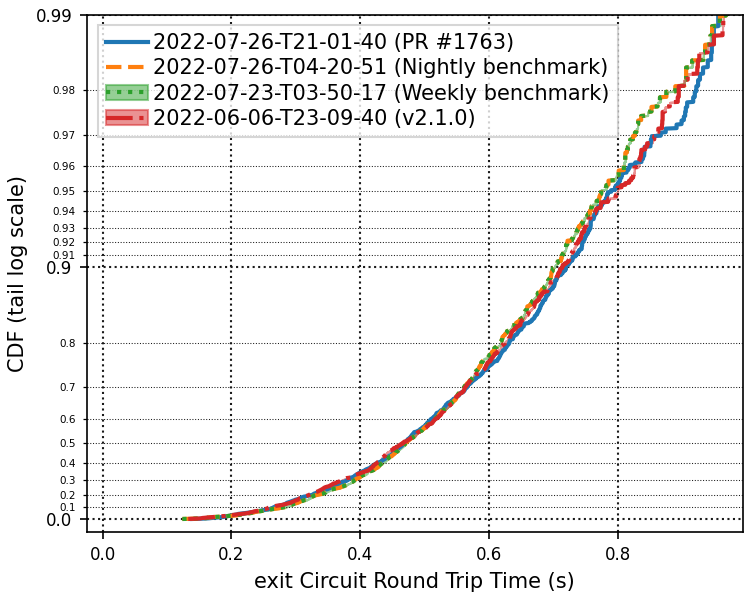 0.99
2022-07-26-T21-01-40 (PR #1763)
2022-07-26-T04-20-51 (Nightly benchmark)
2022-07-23-T03-50-17 (Weekly benchmark)
2022-06-06-T23-09-40 (v2.1.0)
0.98
0.97
0.96
0.95
0.94
0.93
0.92
0.91
0.9
0.8
0.7
0.6
0.5
0.4
0.3
0.2
0.1
0.0
CDF (tail log scale)
0.0 0.2 0.4 0.6 0.8
exit Circuit Round Trip Time (s)